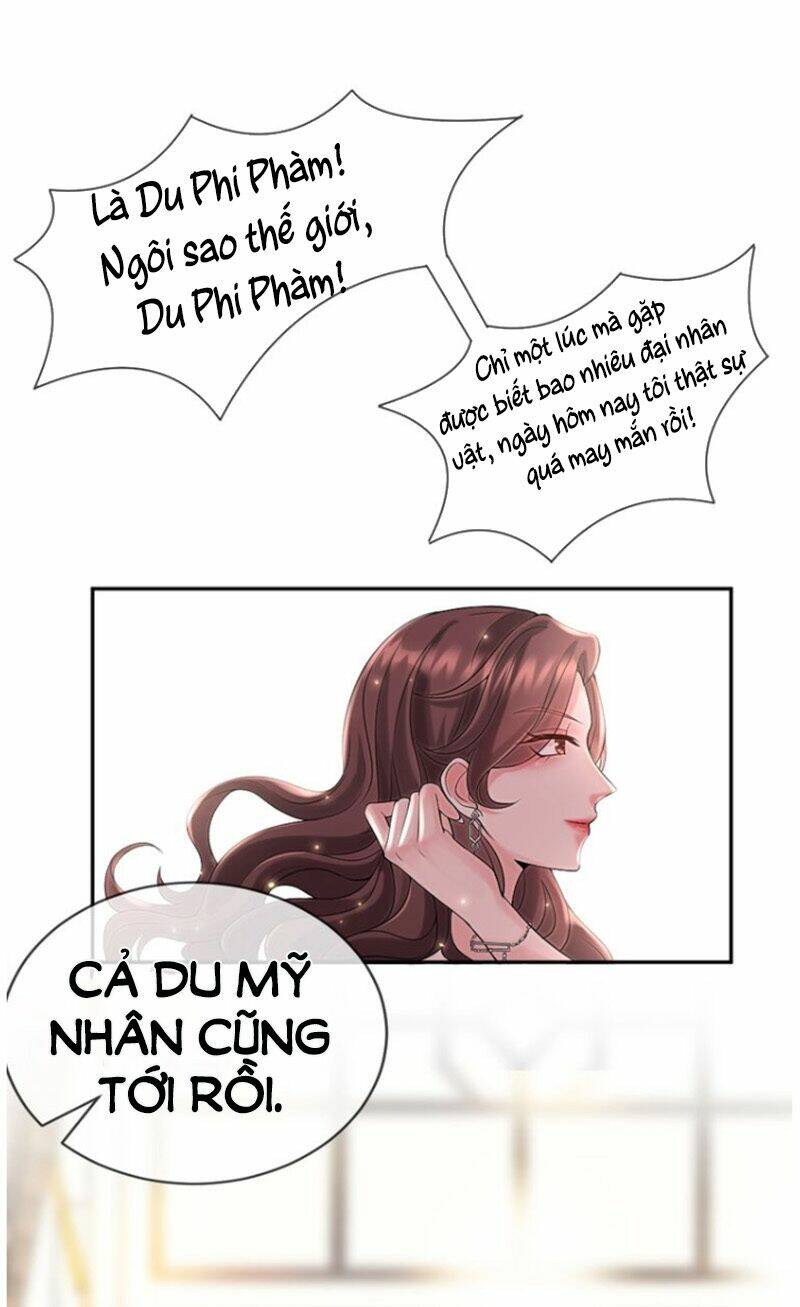 Là Du Phi Phàm!
Ngôi sao thế giới,
Du Phi Phàm!
Chỉ một lúc mà gặp
được biết bao nhiêu đại nhân
vật, ngày hôm nay tôi thật sự
quá may mắn rồi!
CẢ DU MỸ
NHÂN CŨNG
TỚI RỒI.